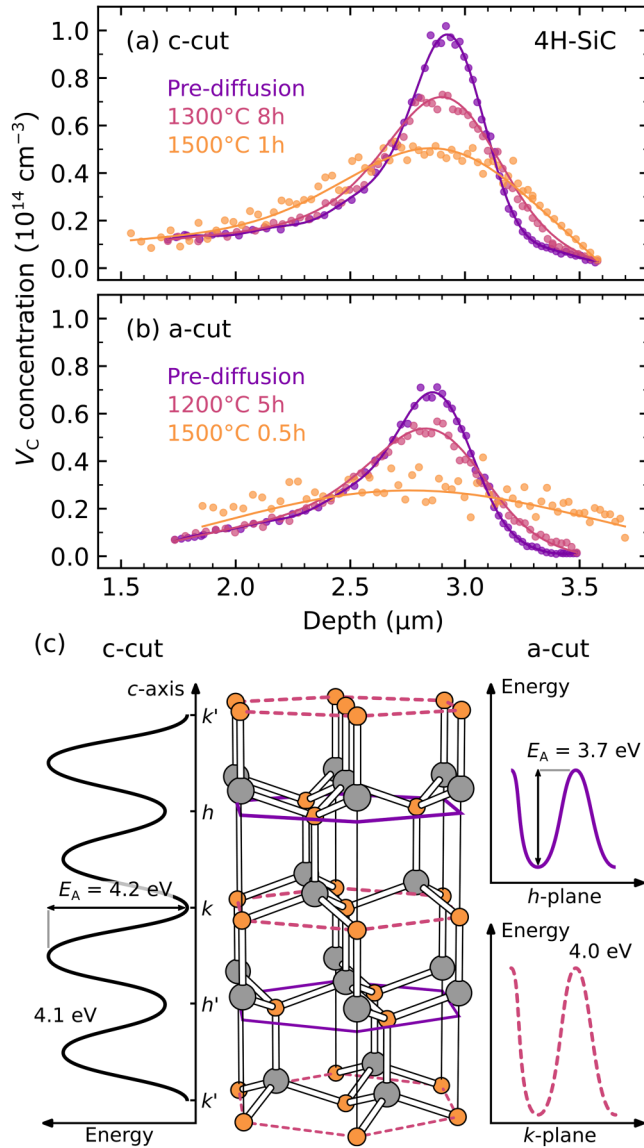 (a) c-cut 4H-SiC
Pre-diffusion
1300°C 8h
1500°C 1h
1.0
0.8
0.6
0.4
0.2
0.0
(b) a-cut
Pre-diffusion
1200°C 5h
1500°C 0.5h
1.0
0.8
0.6
0.4
0.2
0.0
V_C concentration (10^14 cm^−3)
1.5 2.0 2.5 3.0 3.5
Depth (μm)
(c)
c-cut
c-axis
k'
h
k
h'
k'
E_A = 4.2 eV
4.1 eV
Energy
a-cut
Energy
E_A = 3.7 eV
h-plane
Energy
4.0 eV
k-plane